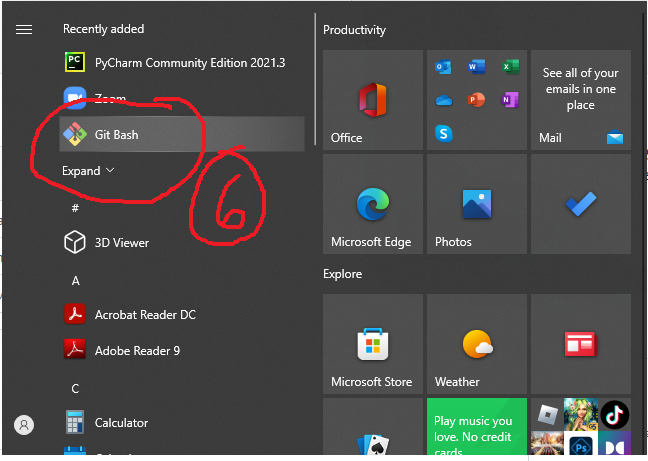 Recently added
PyCharm Community Edition 2021.3
Zoom
Git Bash
Expand
#
3D Viewer
A
Acrobat Reader DC
Adobe Reader 9
C
Calculator
6
Productivity
Office
See all of your
emails in one
place
Mail
Microsoft Edge
Photos
Explore
Microsoft Store
Weather
Play music you
love. No credit
cards